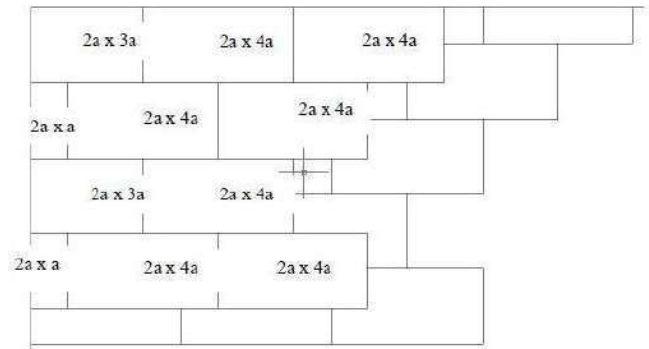 2a x 3a 2a x 4a 2a x 4a
2a x a 2a x 4a 2a x 4a
2a x 3a 2a x 4a
2a x a 2a x 4a 2a x 4a